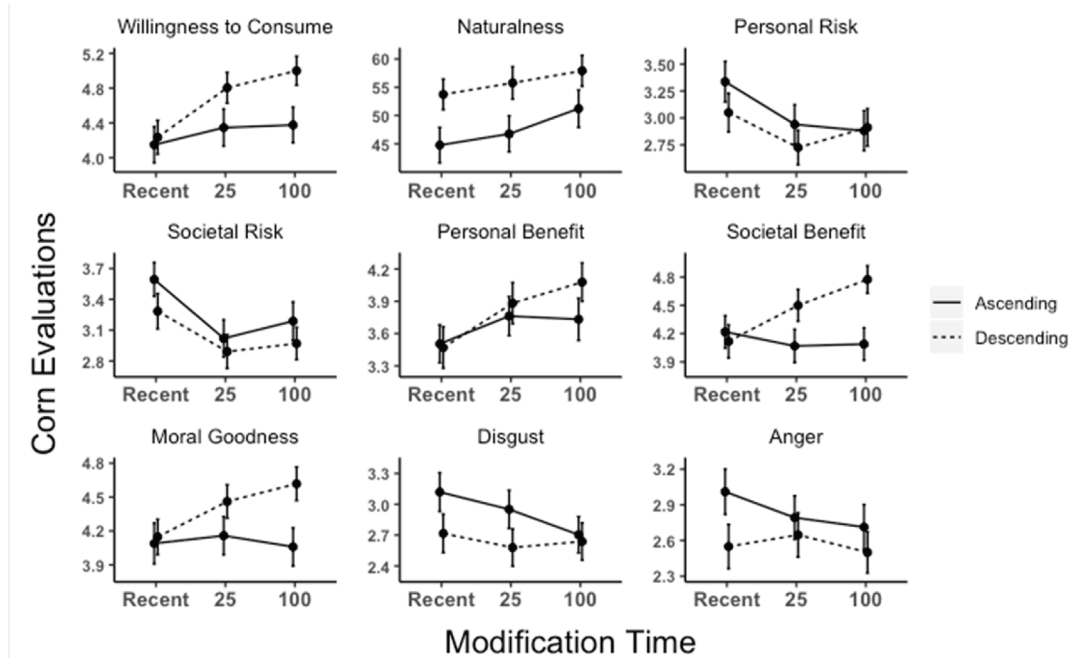 Willingness to Consume
Naturalness
Personal Risk
5.2
4.8
4.4
4.0
60
55
50
45
3.50
3.25
3.00
2.75
Recent 25 100
Recent 25 100
Recent 25 100
Societal Risk
Personal Benefit
Societal Benefit
3.7
3.4
3.1
2.8
4.2
3.9
3.6
3.3
4.8
4.5
4.2
3.9
Recent 25 100
Recent 25 100
Recent 25 100
Moral Goodness
Disgust
Anger
4.8
4.5
4.2
3.9
3.3
3.0
2.7
2.4
3.2
2.9
2.6
2.3
Recent 25 100
Recent 25 100
Recent 25 100
Corn Evaluations
Modification Time
Ascending
Descending